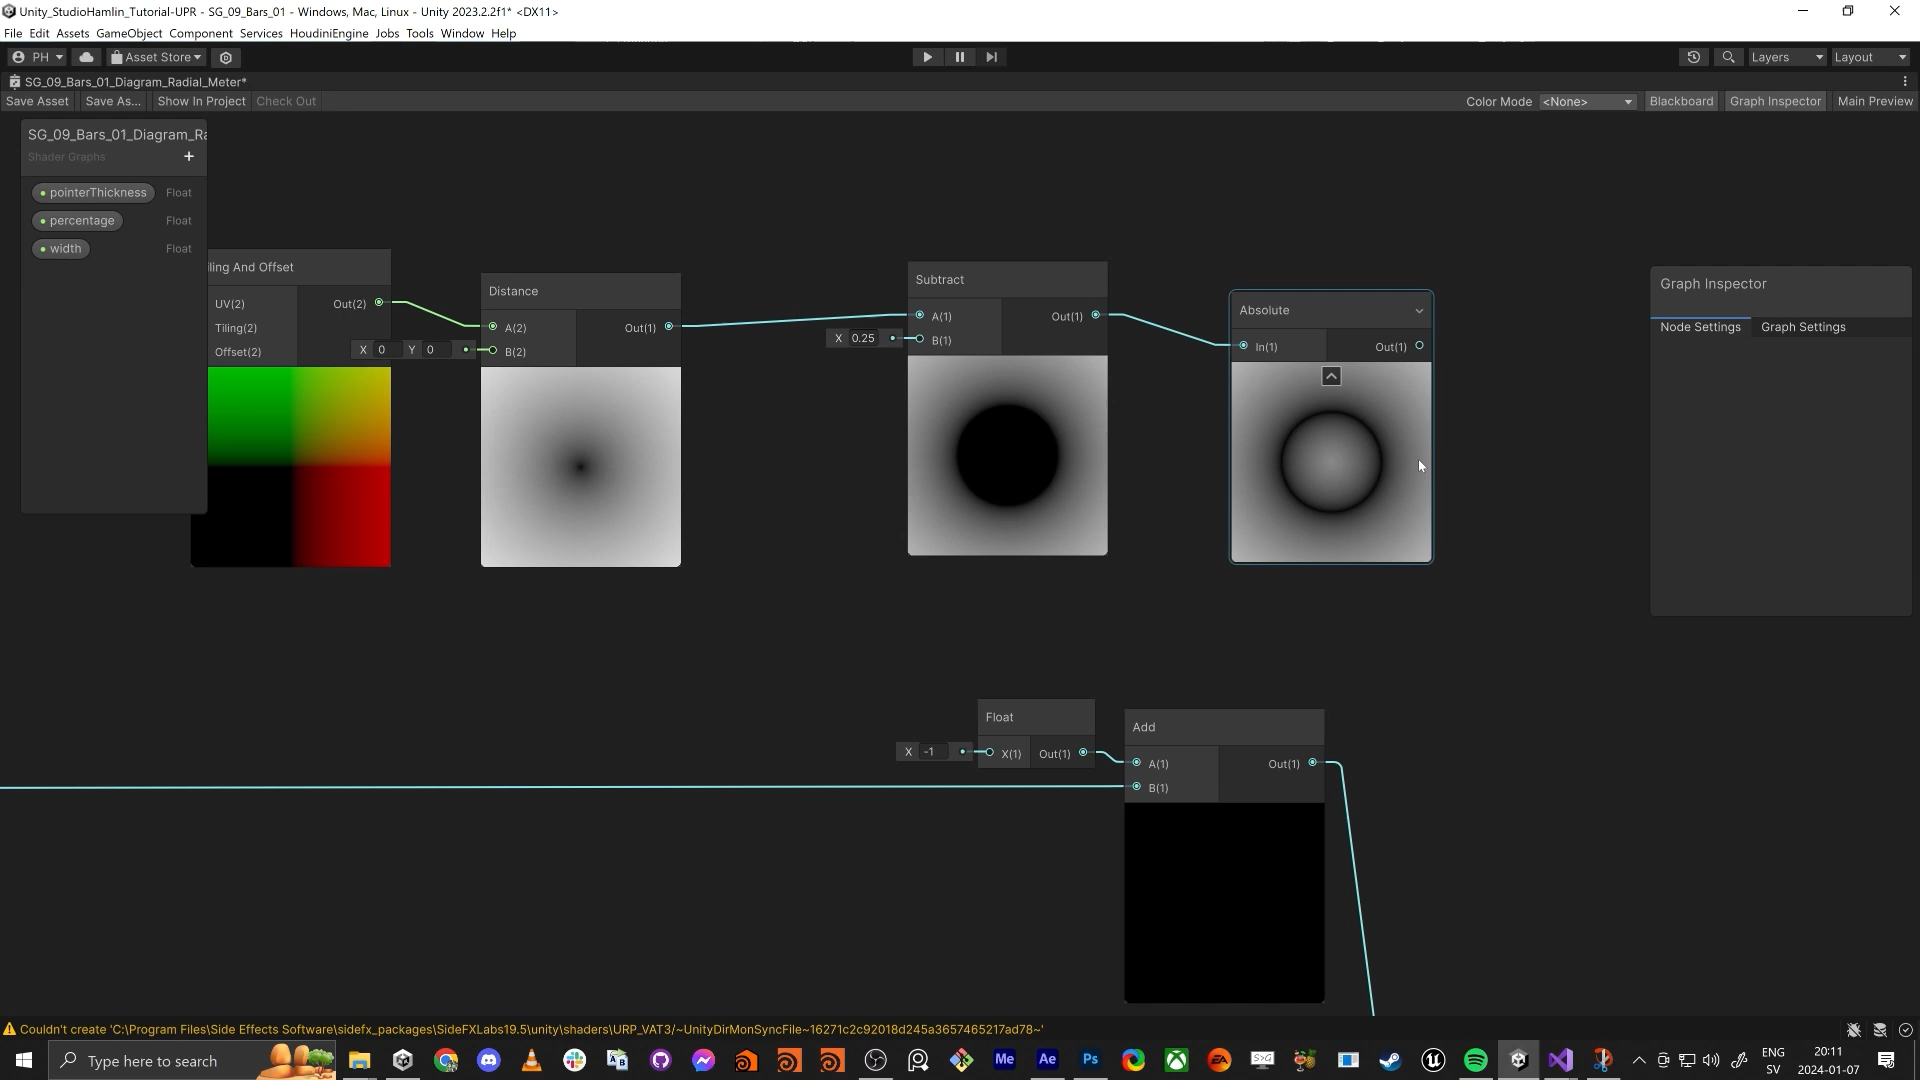 Unity_StudioHamlin_Tutorial-UPR - SG_09_Bars_01 - Windows, Mac, Linux - Unity 2023.2.2f1* <DX11>
File Edit Assets GameObject Component Services HoudiniEngine Jobs Tools Window Help
PH Asset Store Layers Layout
SG_09_Bars_01_Diagram_Radial_Meter*
Save Asset Save As... Show In Project Check Out Color Mode <None> Blackboard Graph Inspector Main Preview
SG_09_Bars_01_Diagram_Ra
Shader Graphs +
pointerThickness Float
percentage Float
width Float
iling And Offset
UV(2) Out(2)
Tiling(2)
Offset(2)
Distance
A(2) Out(1)
X 0 Y 0 B(2)
Subtract
A(1) Out(1)
X 0.25 B(1)
Absolute
In(1) Out(1)
Graph Inspector
Node Settings Graph Settings
Float
X -1 X(1) Out(1)
Add
A(1) Out(1)
B(1)
Couldn't create 'C:\Program Files\Side Effects Software\sidefx_packages\SideFXLabs19.5\unity\shaders\URP_VAT3/~UnityDirMonSyncFile~16271c2c92018d245a3657465217ad78~'
Type here to search
Me Ae Ps EA
ENG
SV
20:11
2024-01-07